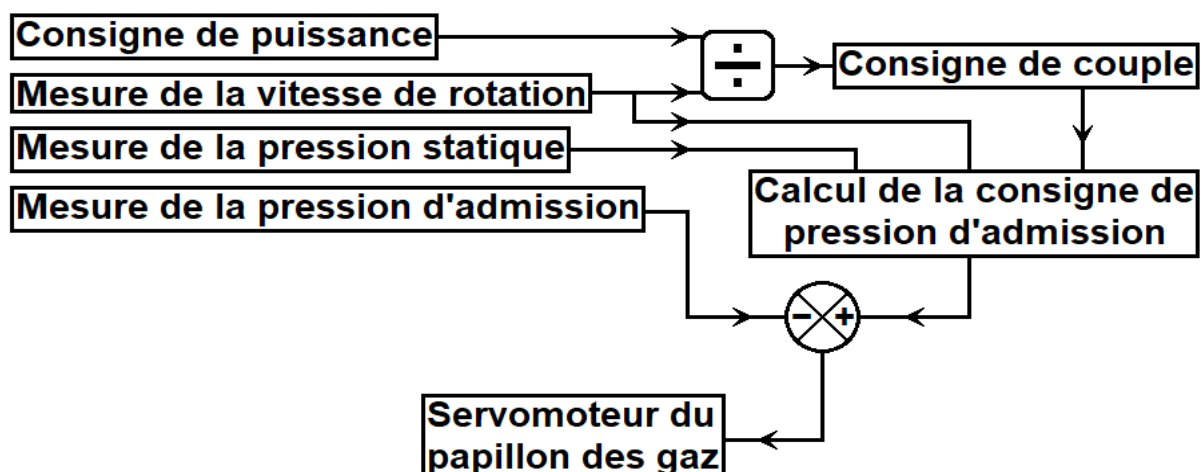 Consigne de puissance
÷
Consigne de couple
Mesure de la vitesse de rotation
Mesure de la pression statique
Mesure de la pression d'admission
Calcul de la consigne de
pression d'admission
− +
Servomoteur du
papillon des gaz